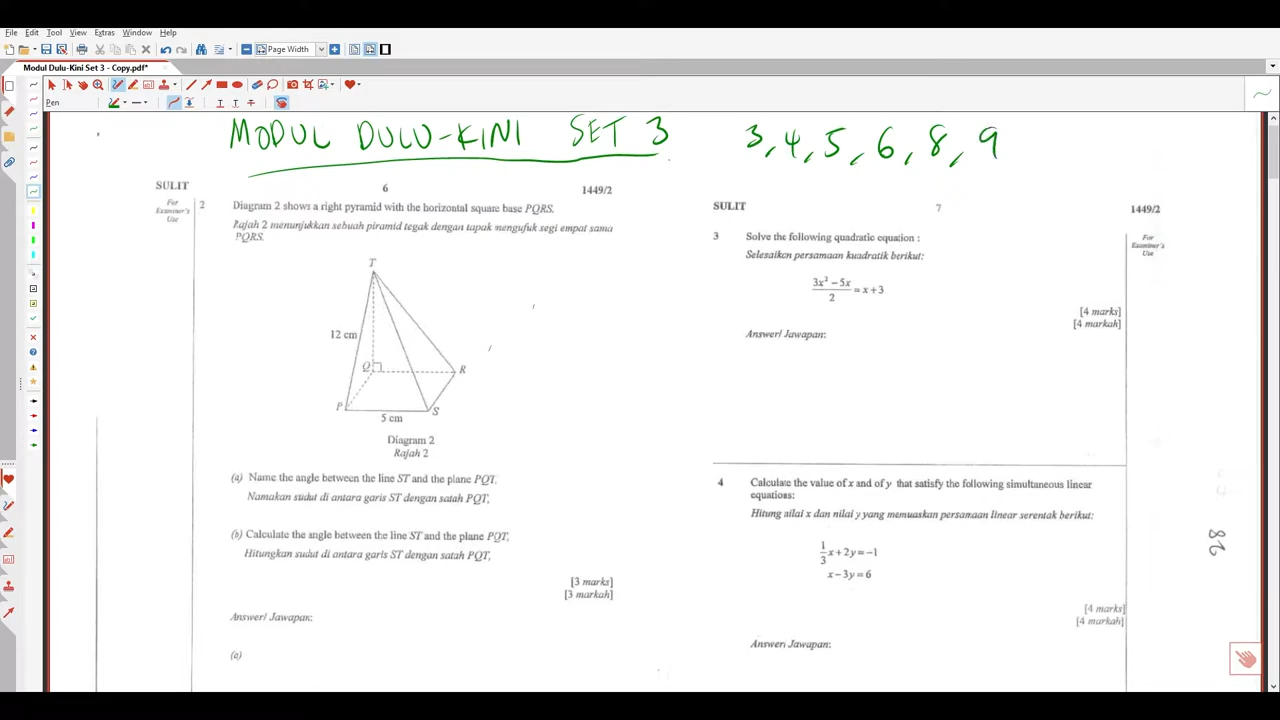 File Edit Tool View Extras Window Help
Page Width
Modul Dulu-Kini Set 3 - Copy.pdf*
Pen
MODUL DULU-KINI SET 3
3, 4, 5, 6, 8, 9
SULIT
6
1449/2
For
Examiner's
Use
2
Diagram 2 shows a right pyramid with the horizontal square base PQRS.
Rajah 2 menunjukkan sebuah piramid tegak dengan tapak mengufuk segi empat sama
PQRS.
T
12 cm
Q
R
P
S
5 cm
Diagram 2
Rajah 2
(a) Name the angle between the line ST and the plane PQT,
Namakan sudut di antara garis ST dengan satah PQT,
(b) Calculate the angle between the line ST and the plane PQT,
Hitungkan sudut di antara garis ST dengan satah PQT,
[3 marks]
[3 markah]
Answer/ Jawapan:
(a)
SULIT
7
1449/2
For
Examiner's
Use
3 Solve the following quadratic equation :
Selesaikan persamaan kuadratik berikut:
3x² – 5x
2
= x + 3
[4 marks]
[4 markah]
Answer/ Jawapan:
4 Calculate the value of x and of y that satisfy the following simultaneous linear
equations:
Hitung nilai x dan nilai y yang memuaskan persamaan linear serentak berikut:
1/3 x + 2y = –1
x – 3y = 6
[4 marks]
[4 markah]
Answer/ Jawapan: